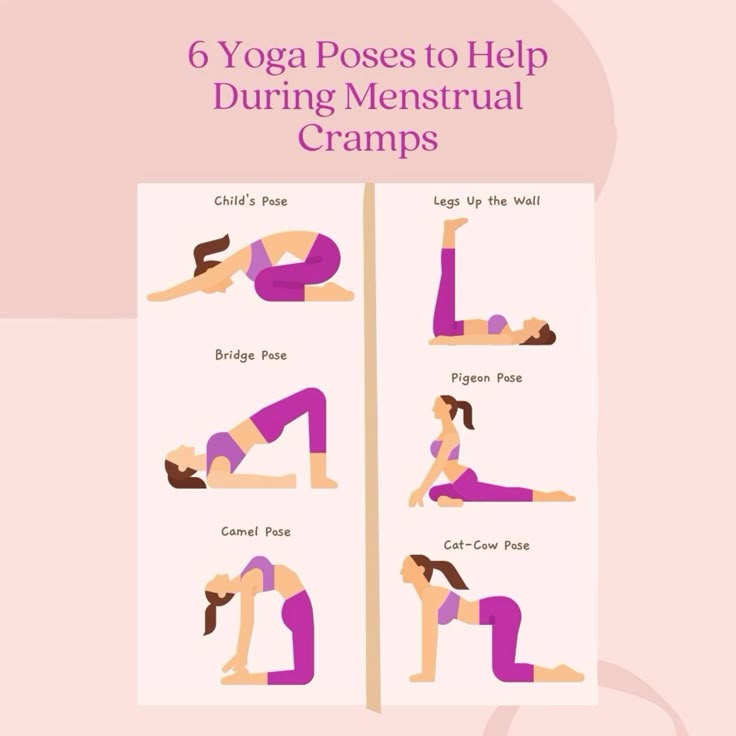 6 Yoga Poses to Help
During Menstrual
Cramps
Child's Pose
Legs Up the Wall
Bridge Pose
Pigeon Pose
Camel Pose
Cat-Cow Pose